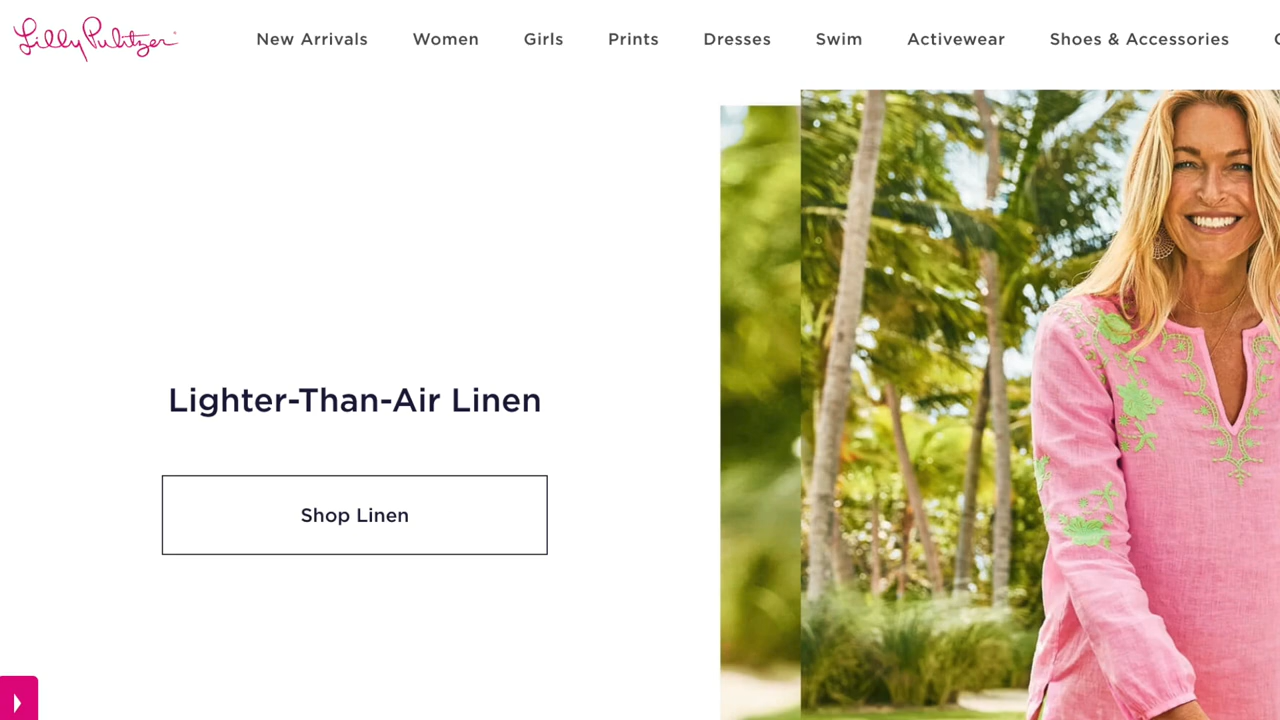 Lilly Pulitzer
New Arrivals Women Girls Prints Dresses Swim Activewear Shoes & Accessories
Lighter-Than-Air Linen
Shop Linen